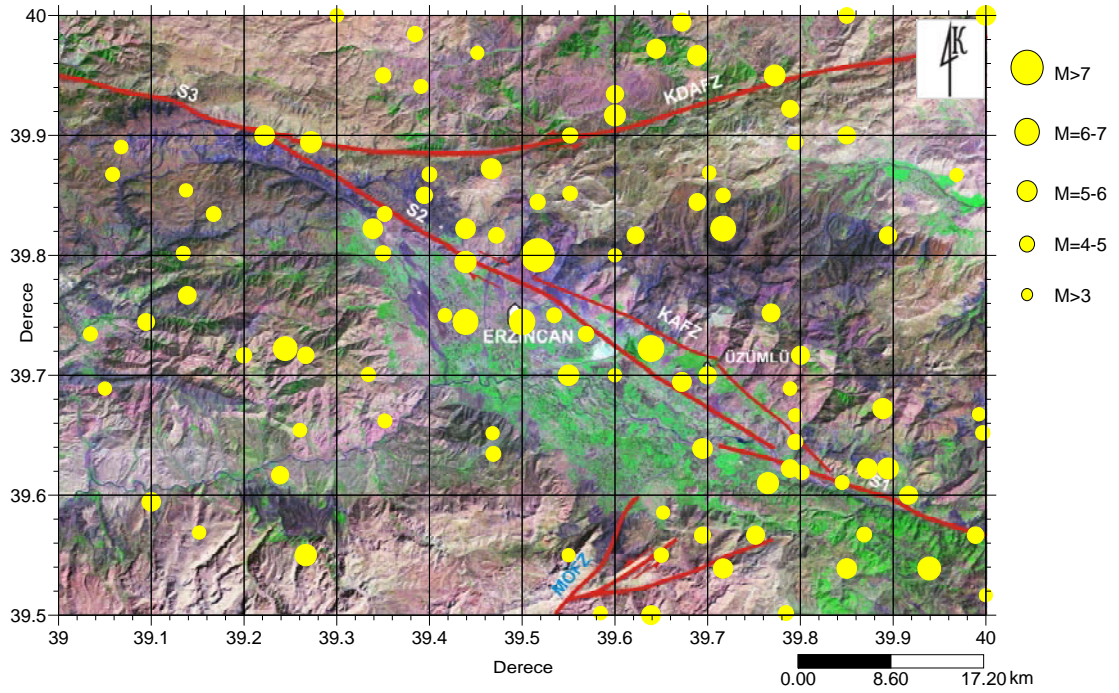 40
39.9
39.8
39.7
39.6
39.5
Derece
39
39.1
39.2
39.3
39.4
39.5
39.6
39.7
39.8
39.9
40
Derece
S3
KDAFZ
S2
KAFZ
ERZİNCAN
ÜZÜMLÜ
S1
MOFZ
K
M>7
M=6-7
M=5-6
M=4-5
M>3
0.00 8.60 17.20 km